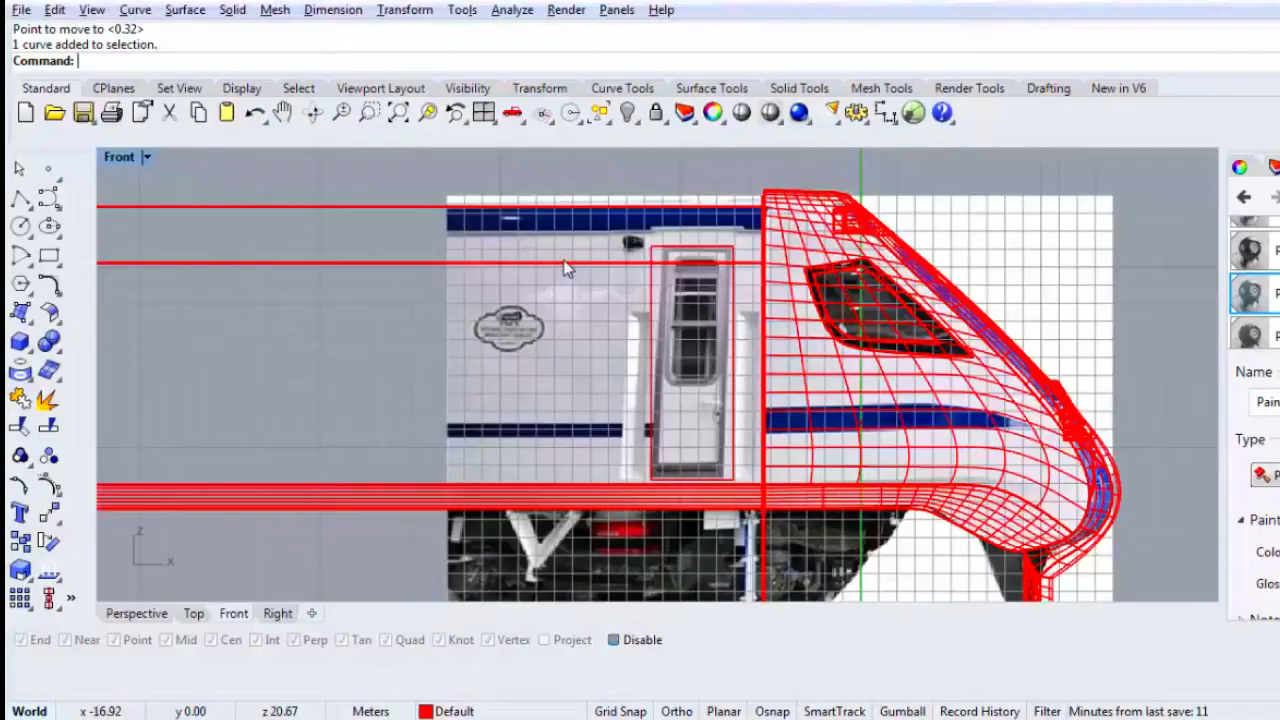 File Edit View Curve Surface Solid Mesh Dimension Transform Tools Analyze Render Panels Help
Point to move to <0.32>
1 curve added to selection.
Command:
Standard CPlanes Set View Display Select Viewport Layout Visibility Transform Curve Tools Surface Tools Solid Tools Mesh Tools Render Tools Drafting New in V6
Front
P
P
P
Name
Pain
Type
P
Pain
Colo
Glos
z
x
Perspective Top Front Right
End Near Point Mid Cen Int Perp Tan Quad Knot Vertex Project Disable
World x -16.92 y 0.00 z 20.67 Meters Default Grid Snap Ortho Planar Osnap SmartTrack Gumball Record History Filter Minutes from last save: 11